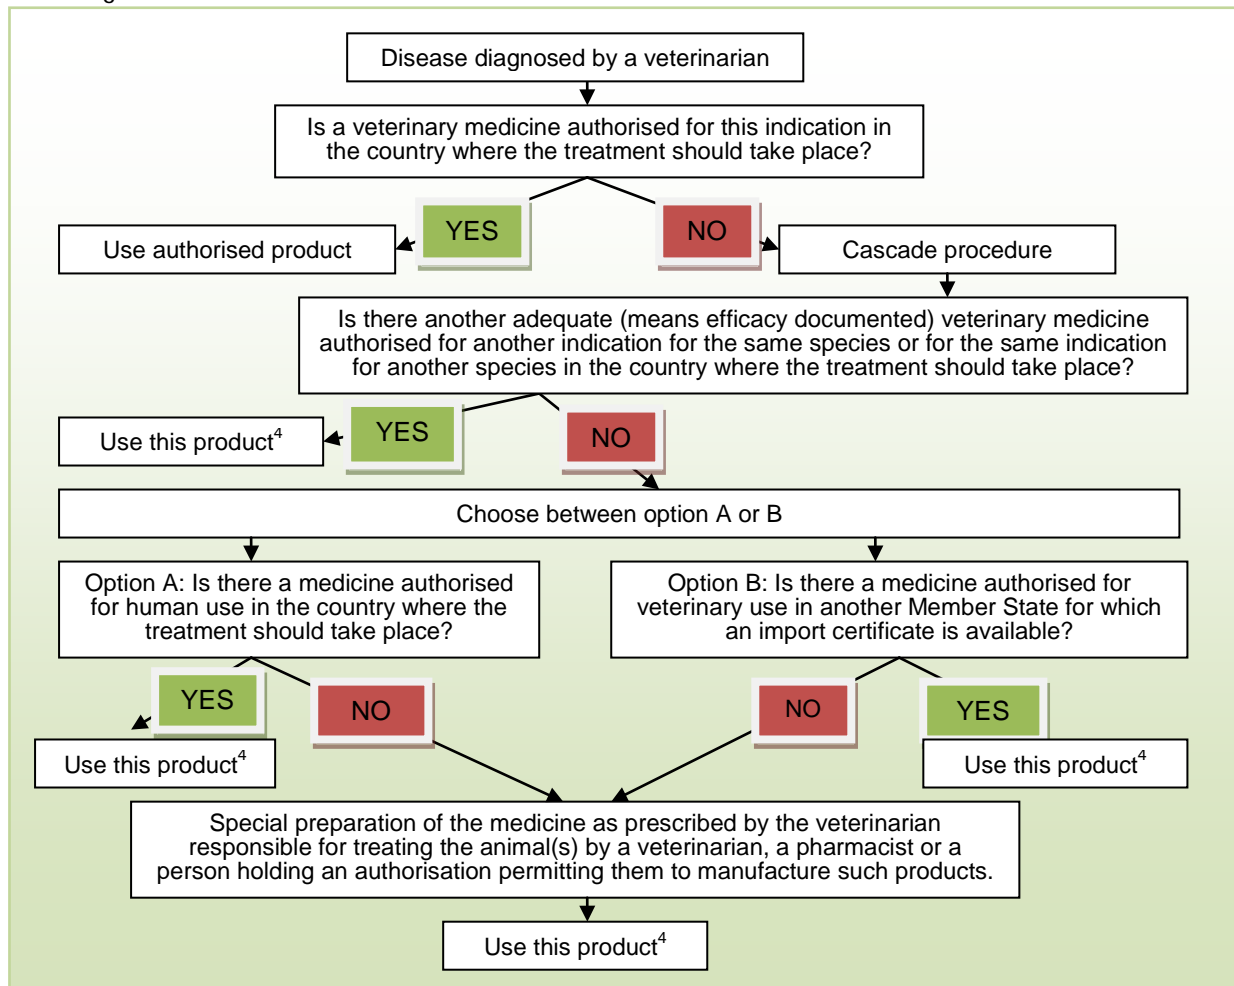 Disease diagnosed by a veterinarian
Is a veterinary medicine authorised for this indication in
the country where the treatment should take place?
YES
NO
Use authorised product
Cascade procedure
Is there another adequate (means efficacy documented) veterinary medicine
authorised for another indication for the same species or for the same indication
for another species in the country where the treatment should take place?
YES
NO
Use this product4
Choose between option A or B
Option A: Is there a medicine authorised
for human use in the country where the
treatment should take place?
Option B: Is there a medicine authorised for
veterinary use in another Member State for which
an import certificate is available?
YES
NO
NO
YES
Use this product4
Use this product4
Special preparation of the medicine as prescribed by the veterinarian
responsible for treating the animal(s) by a veterinarian, a pharmacist or a
person holding an authorisation permitting them to manufacture such products.
Use this product4